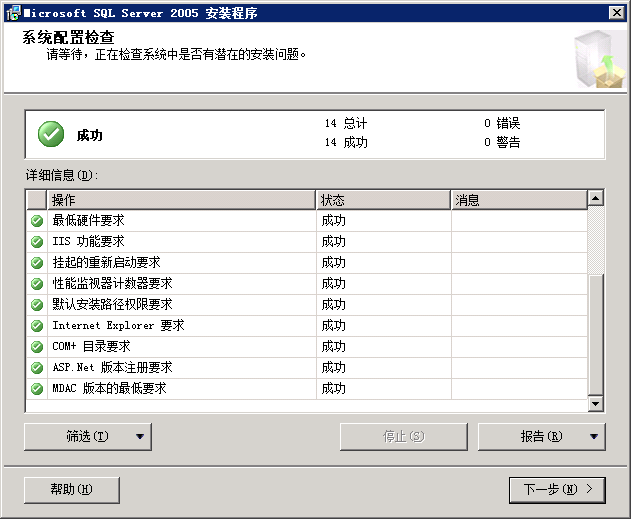 Microsoft SQL Server 2005 安装程序
系统配置检查
请等待，正在检查系统中是否有潜在的安装问题。
成功
14 总计
0 错误
14 成功
0 警告
详细信息(D):
操作 状态 消息
最低硬件要求 成功
IIS 功能要求 成功
挂起的重新启动要求 成功
性能监视器计数器要求 成功
默认安装路径权限要求 成功
Internet Explorer 要求 成功
COM+ 目录要求 成功
ASP.Net 版本注册要求 成功
MDAC 版本的最低要求 成功
筛选(T) 停止(S) 报告(R)
帮助(H) 下一步(N) >